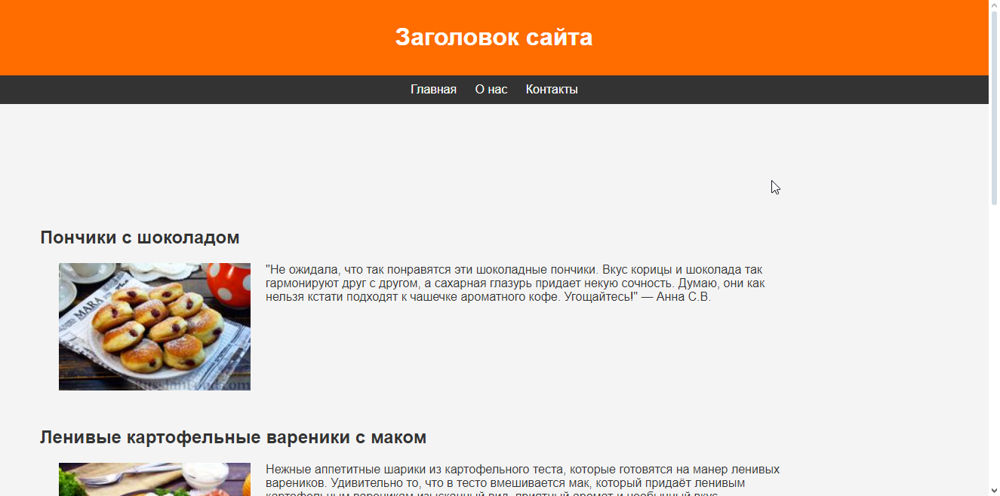 Заголовок сайта
Главная О нас Контакты
Пончики с шоколадом
"Не ожидала, что так понравятся эти шоколадные пончики. Вкус корицы и шоколада так
гармонируют друг с другом, а сахарная глазурь придает некую сочность. Думаю, они как
нельзя кстати подходят к чашечке ароматного кофе. Угощайтесь!" — Анна С.В.
MARA
RussianFood.com
Ленивые картофельные вареники с маком
Нежные аппетитные шарики из картофельного теста, которые готовятся на манер ленивых
вареников. Удивительно то, что в тесто вмешивается мак, который придаёт ленивым
картофельным вареникам изысканный вид, приятный аромат и необычный вкус.